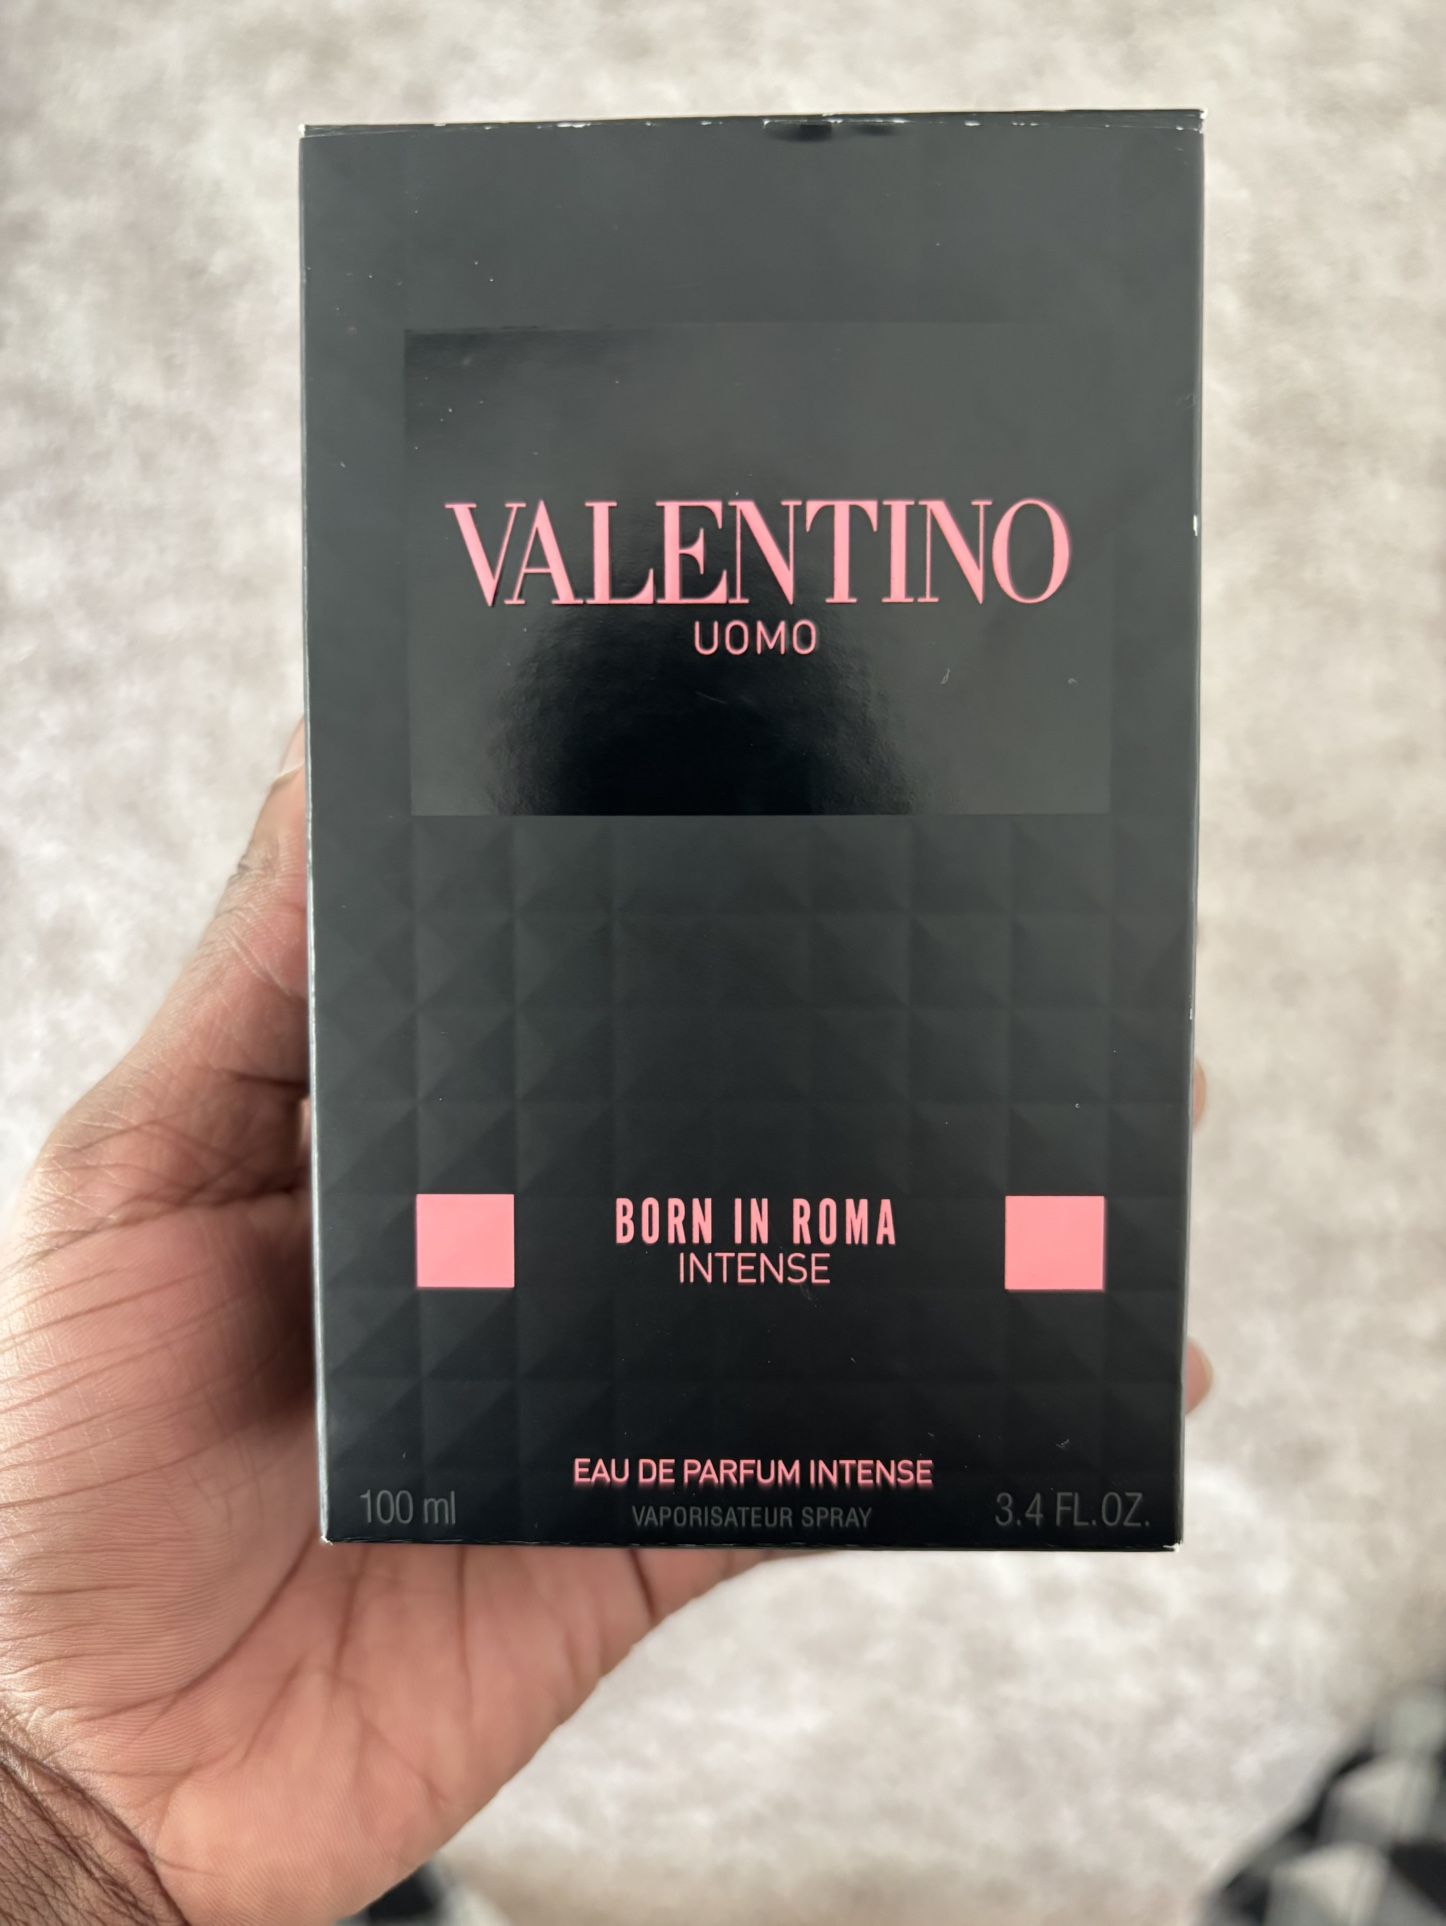 VALENTINO
UOMO
BORN IN ROMA
INTENSE
EAU DE PARFUM INTENSE
100 ml VAPORISATEUR SPRAY 3.4 FL.OZ.